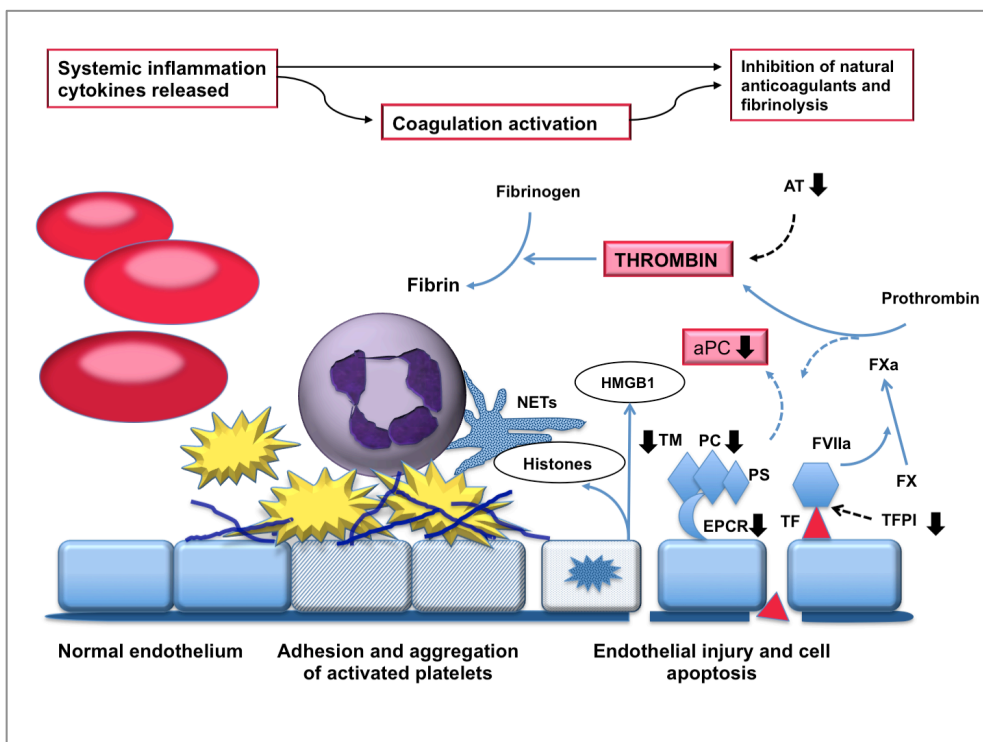 Systemic inflammation
cytokines released
Coagulation activation
Inhibition of natural
anticoagulants and
fibrinolysis
Fibrinogen
AT
THROMBIN
Fibrin
Prothrombin
aPC
FXa
HMGB1
NETs
TM
PC
FVIIa
Histones
PS
FX
EPCR
TF
TFPI
Normal endothelium
Adhesion and aggregation
of activated platelets
Endothelial injury and cell
apoptosis